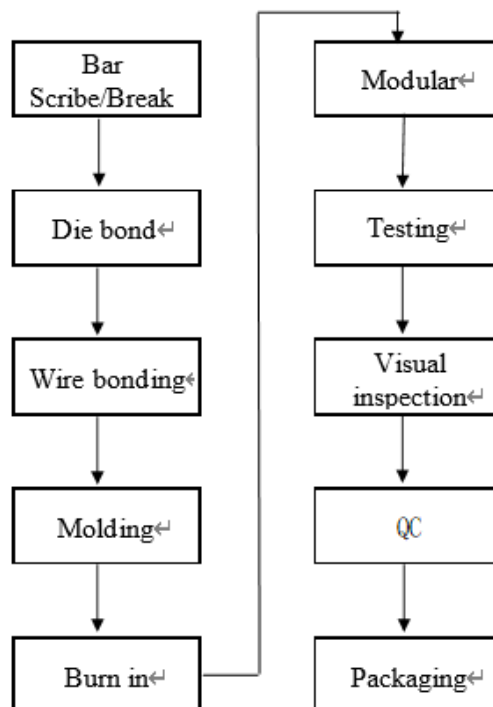 Bar
Scribe/Break
Die bond↵
Wire bonding↵
Molding↵
Burn in↵
Modular↵
Testing↵
Visual
inspection↵
QC
Packaging↵